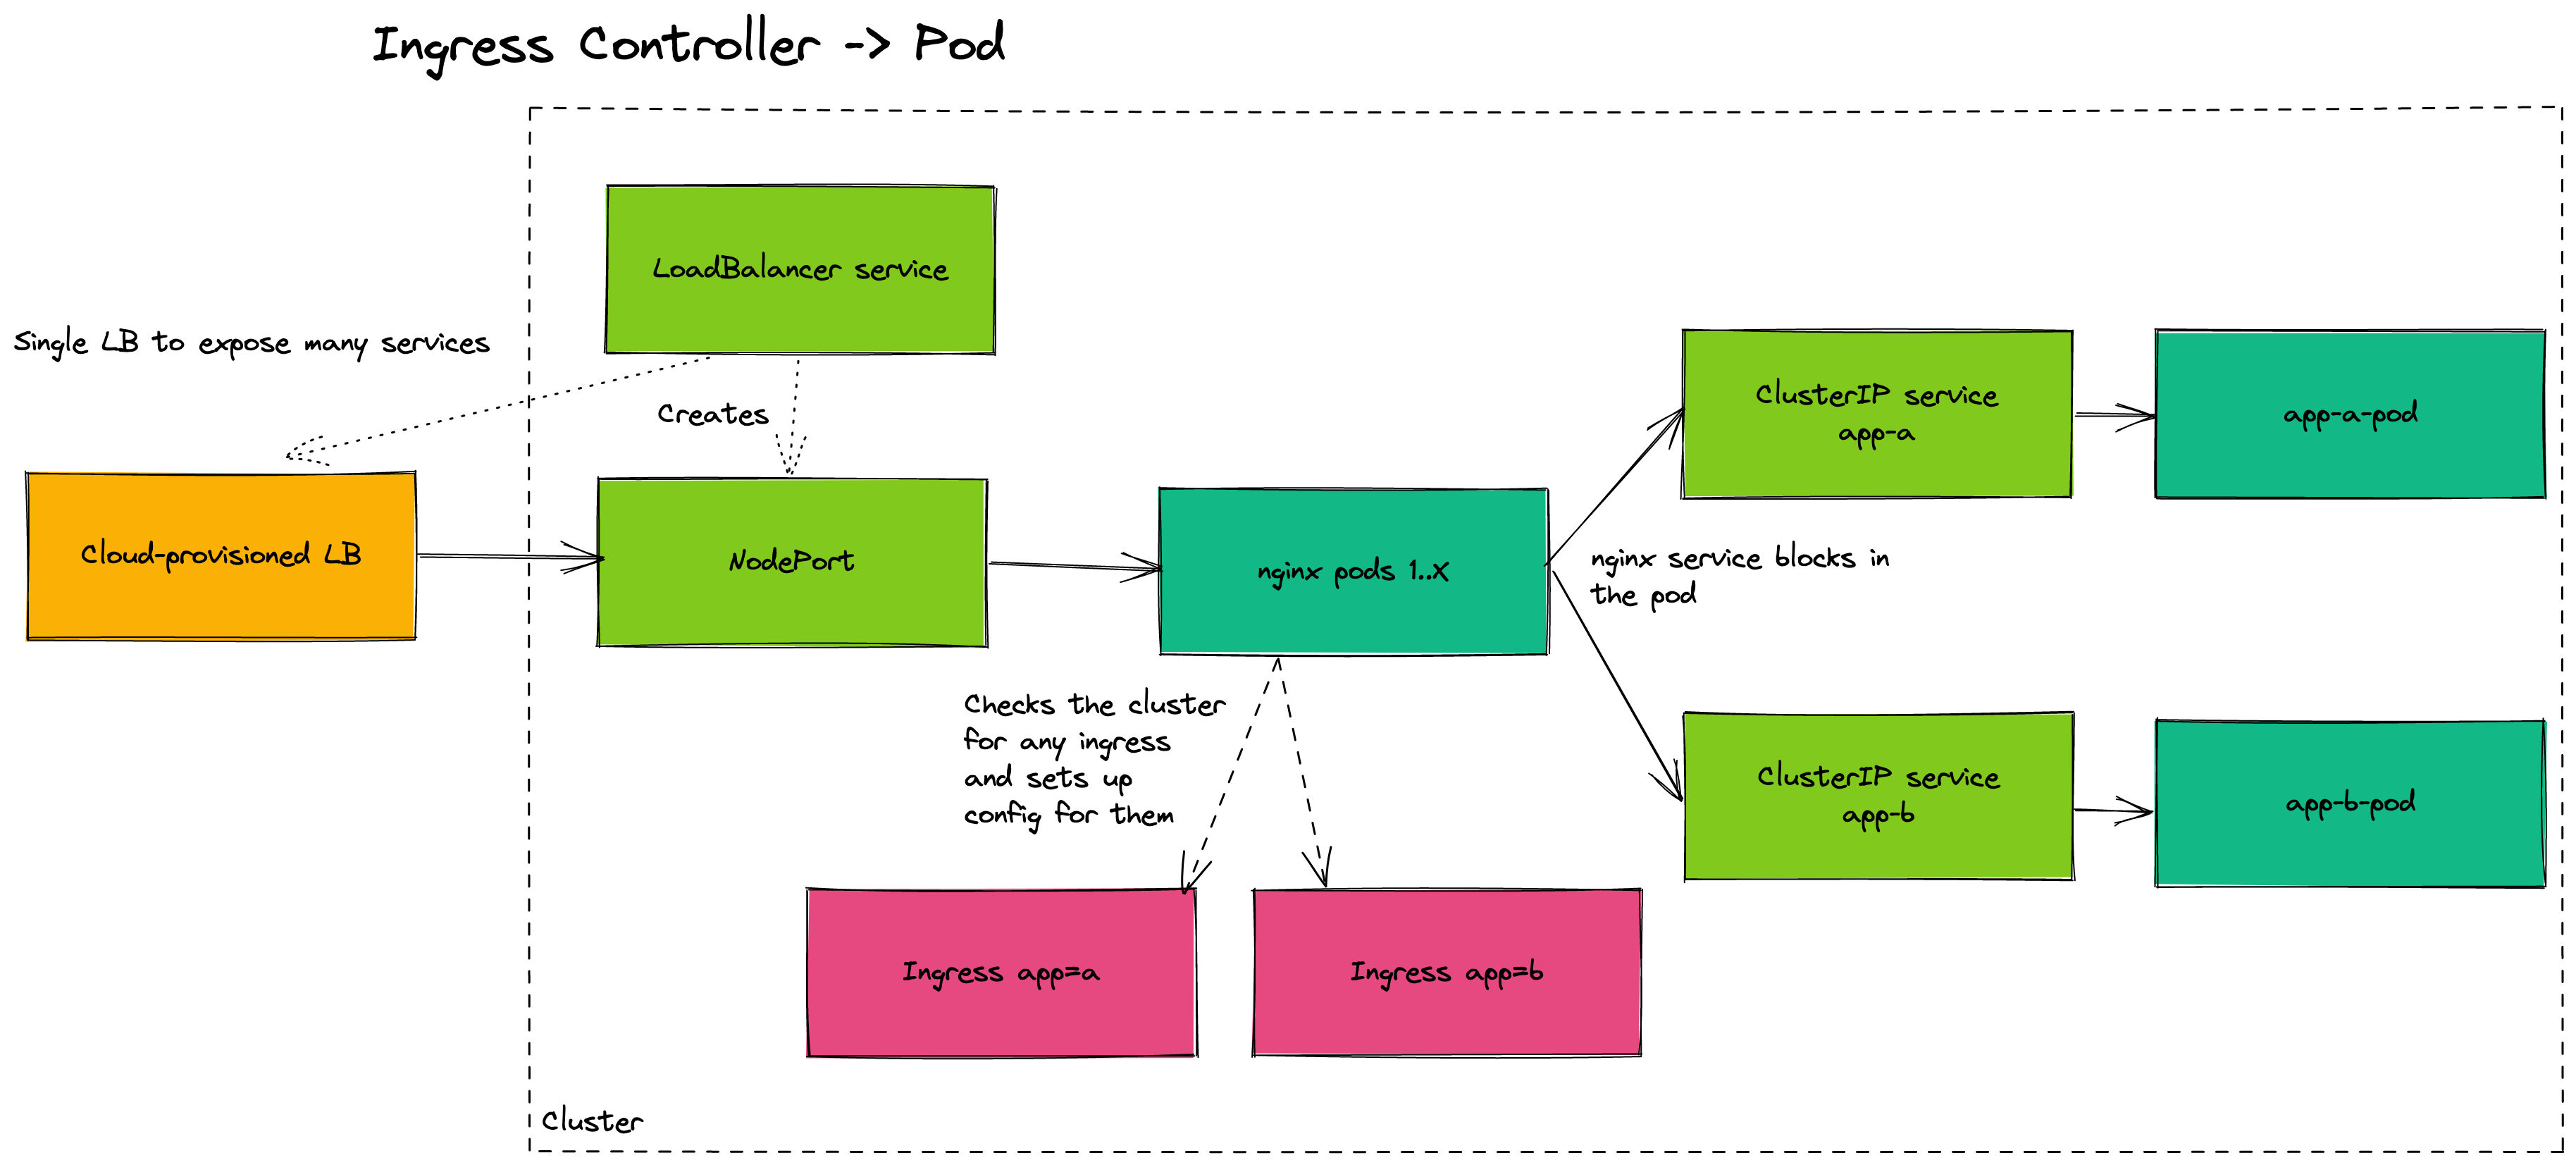 Ingress Controller -> Pod
LoadBalancer service
Single LB to expose many services
Creates
Cloud-provisioned LB
NodePort
nginx pods 1..X
ClusterIP service
app-a
app-a-pod
nginx service blocks in
the pod
Checks the cluster
for any ingress
and sets up
config for them
ClusterIP service
app-b
app-b-pod
Ingress app=a
Ingress app=b
Cluster